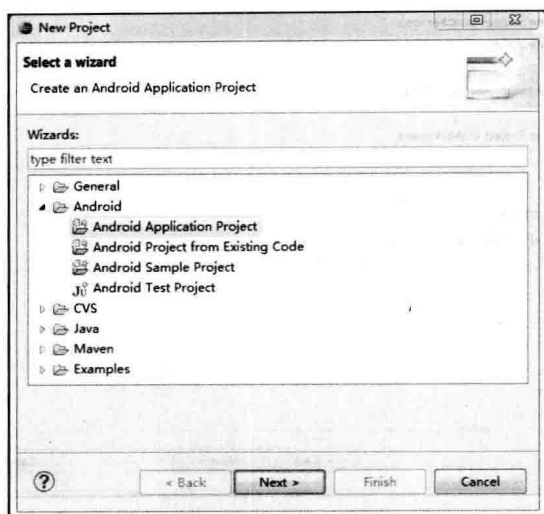 New Project
Select a wizard
Create an Android Application Project
Wizards:
type filter text
General
Android
Android Application Project
Android Project from Existing Code
Android Sample Project
Android Test Project
CVS
Java
Maven
Examples
?
< Back
Next >
Finish
Cancel